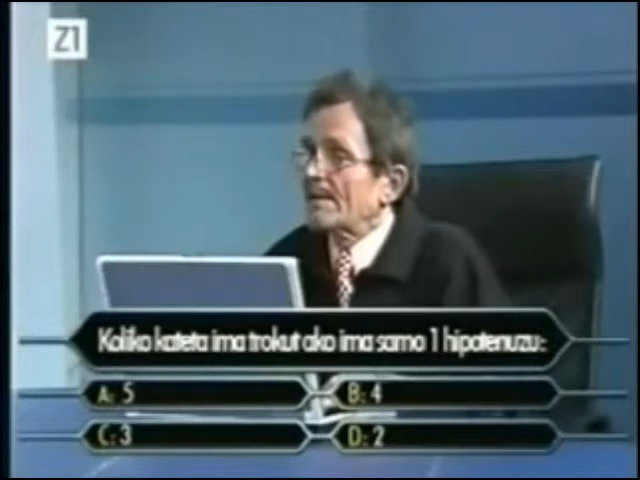 Z1
Koliko kateta ima trokut ako ima samo 1 hipotenuzu:
A: 5
B: 4
C: 3
D: 2